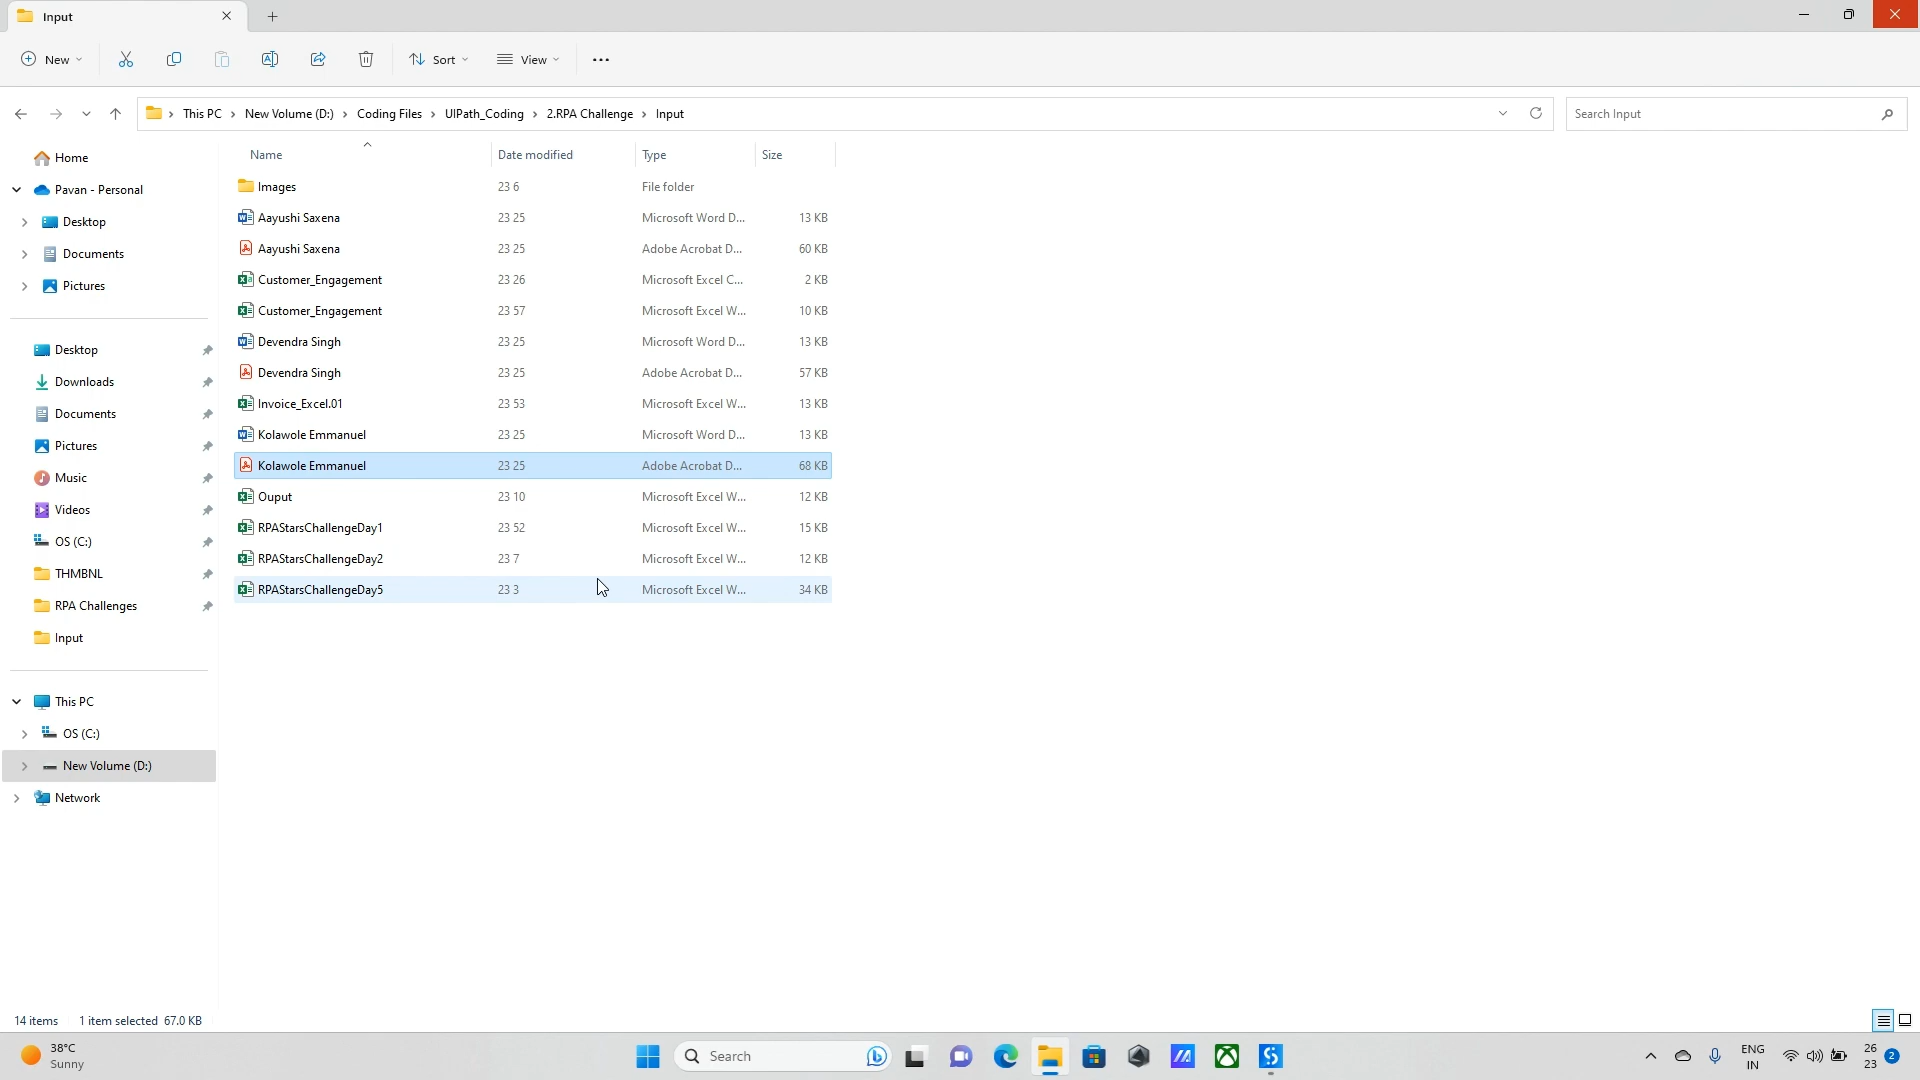 Input
New
Sort
View
This PC
New Volume (D:)
Coding Files
UIPath_Coding
2.RPA Challenge
Input
Search Input
Home
Pavan - Personal
Desktop
Documents
Pictures
Desktop
Downloads
Documents
Pictures
Music
Videos
OS (C:)
THMBNL
RPA Challenges
Input
This PC
OS (C:)
New Volume (D:)
Network
Name Date modified Type Size
Images 23 6 File folder
Aayushi Saxena 23 25 Microsoft Word D... 13 KB
Aayushi Saxena 23 25 Adobe Acrobat D... 60 KB
Customer_Engagement 23 26 Microsoft Excel C... 2 KB
Customer_Engagement 23 57 Microsoft Excel W... 10 KB
Devendra Singh 23 25 Microsoft Word D... 13 KB
Devendra Singh 23 25 Adobe Acrobat D... 57 KB
Invoice_Excel.01 23 53 Microsoft Excel W... 13 KB
Kolawole Emmanuel 23 25 Microsoft Word D... 13 KB
Kolawole Emmanuel 23 25 Adobe Acrobat D... 68 KB
Ouput 23 10 Microsoft Excel W... 12 KB
RPAStarsChallengeDay1 23 52 Microsoft Excel W... 15 KB
RPAStarsChallengeDay2 23 7 Microsoft Excel W... 12 KB
RPAStarsChallengeDay5 23 3 Microsoft Excel W... 34 KB
14 items 1 item selected 67.0 KB
38°C
Sunny
Search
ENG
IN
26
23
2